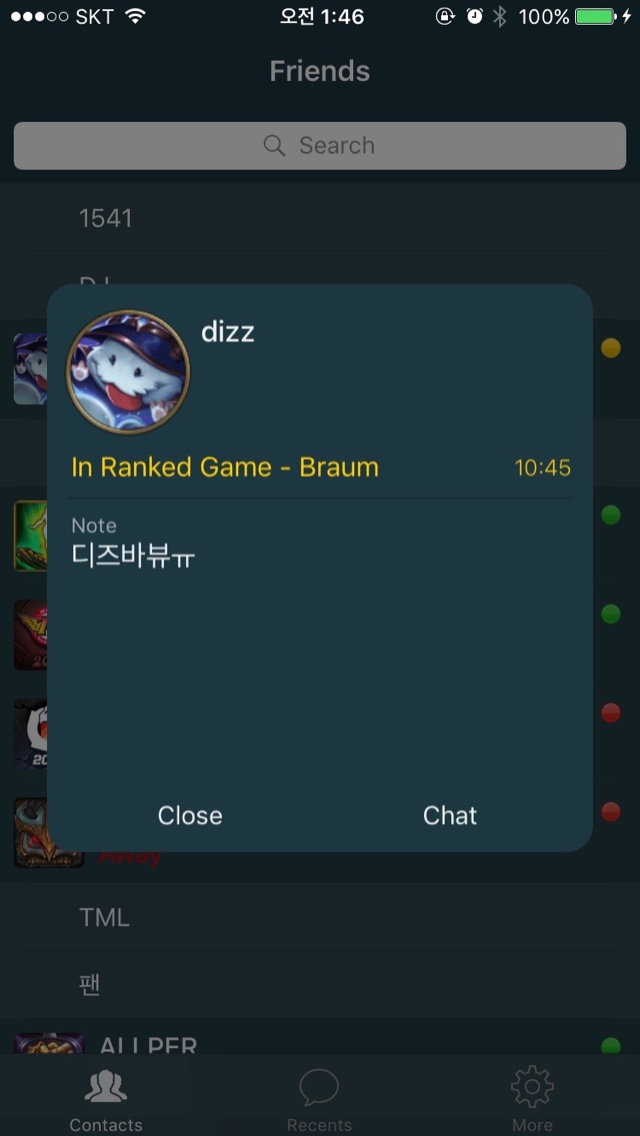 SKT 오전 1:46 100%
Friends
Search
1541
dizz
In Ranked Game - Braum 10:45
Note
디즈바뷰ㅠ
Close Chat
Away
TML
팬
ALLPER
Contacts Recents More